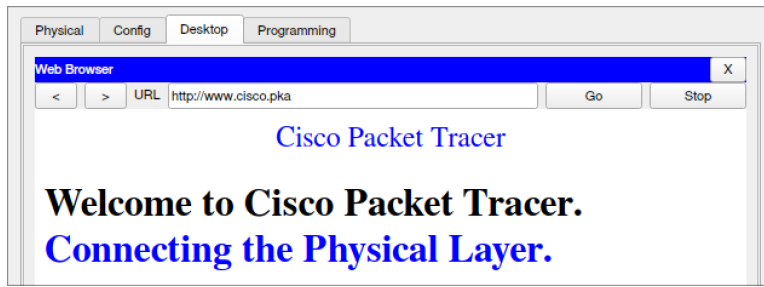 Physical Config Desktop Programming
Web Browser X
< > URL http://www.cisco.pka Go Stop
Cisco Packet Tracer
Welcome to Cisco Packet Tracer.
Connecting the Physical Layer.